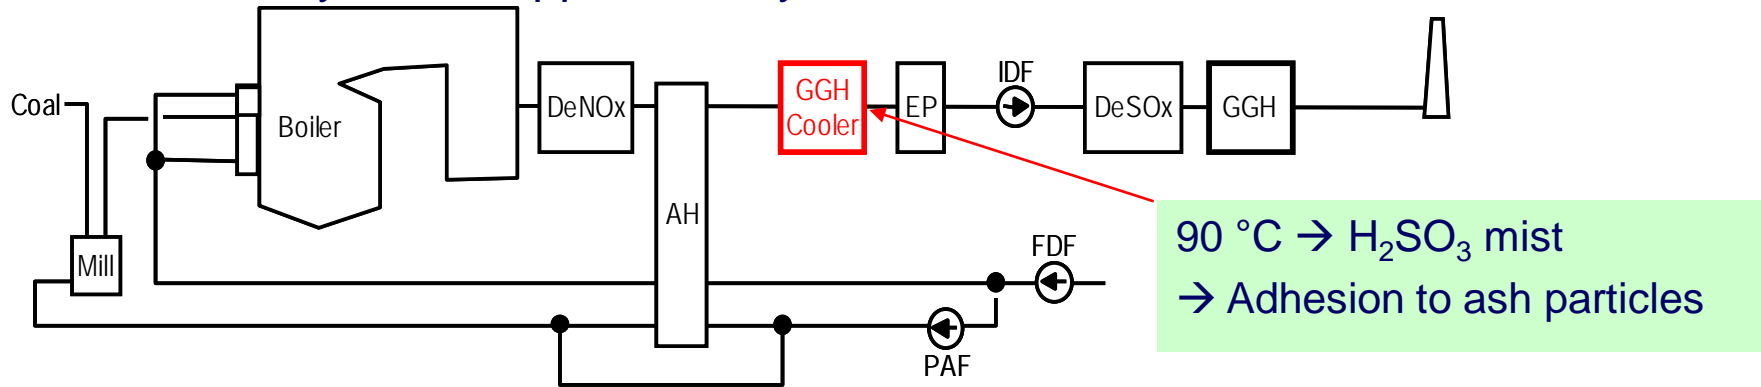 Coal
Boiler
DeNOx
GGH
Cooler
EP
IDF
DeSOx
GGH
AH
Mill
FDF
PAF
90 °C → H₂SO₃ mist
→ Adhesion to ash particles